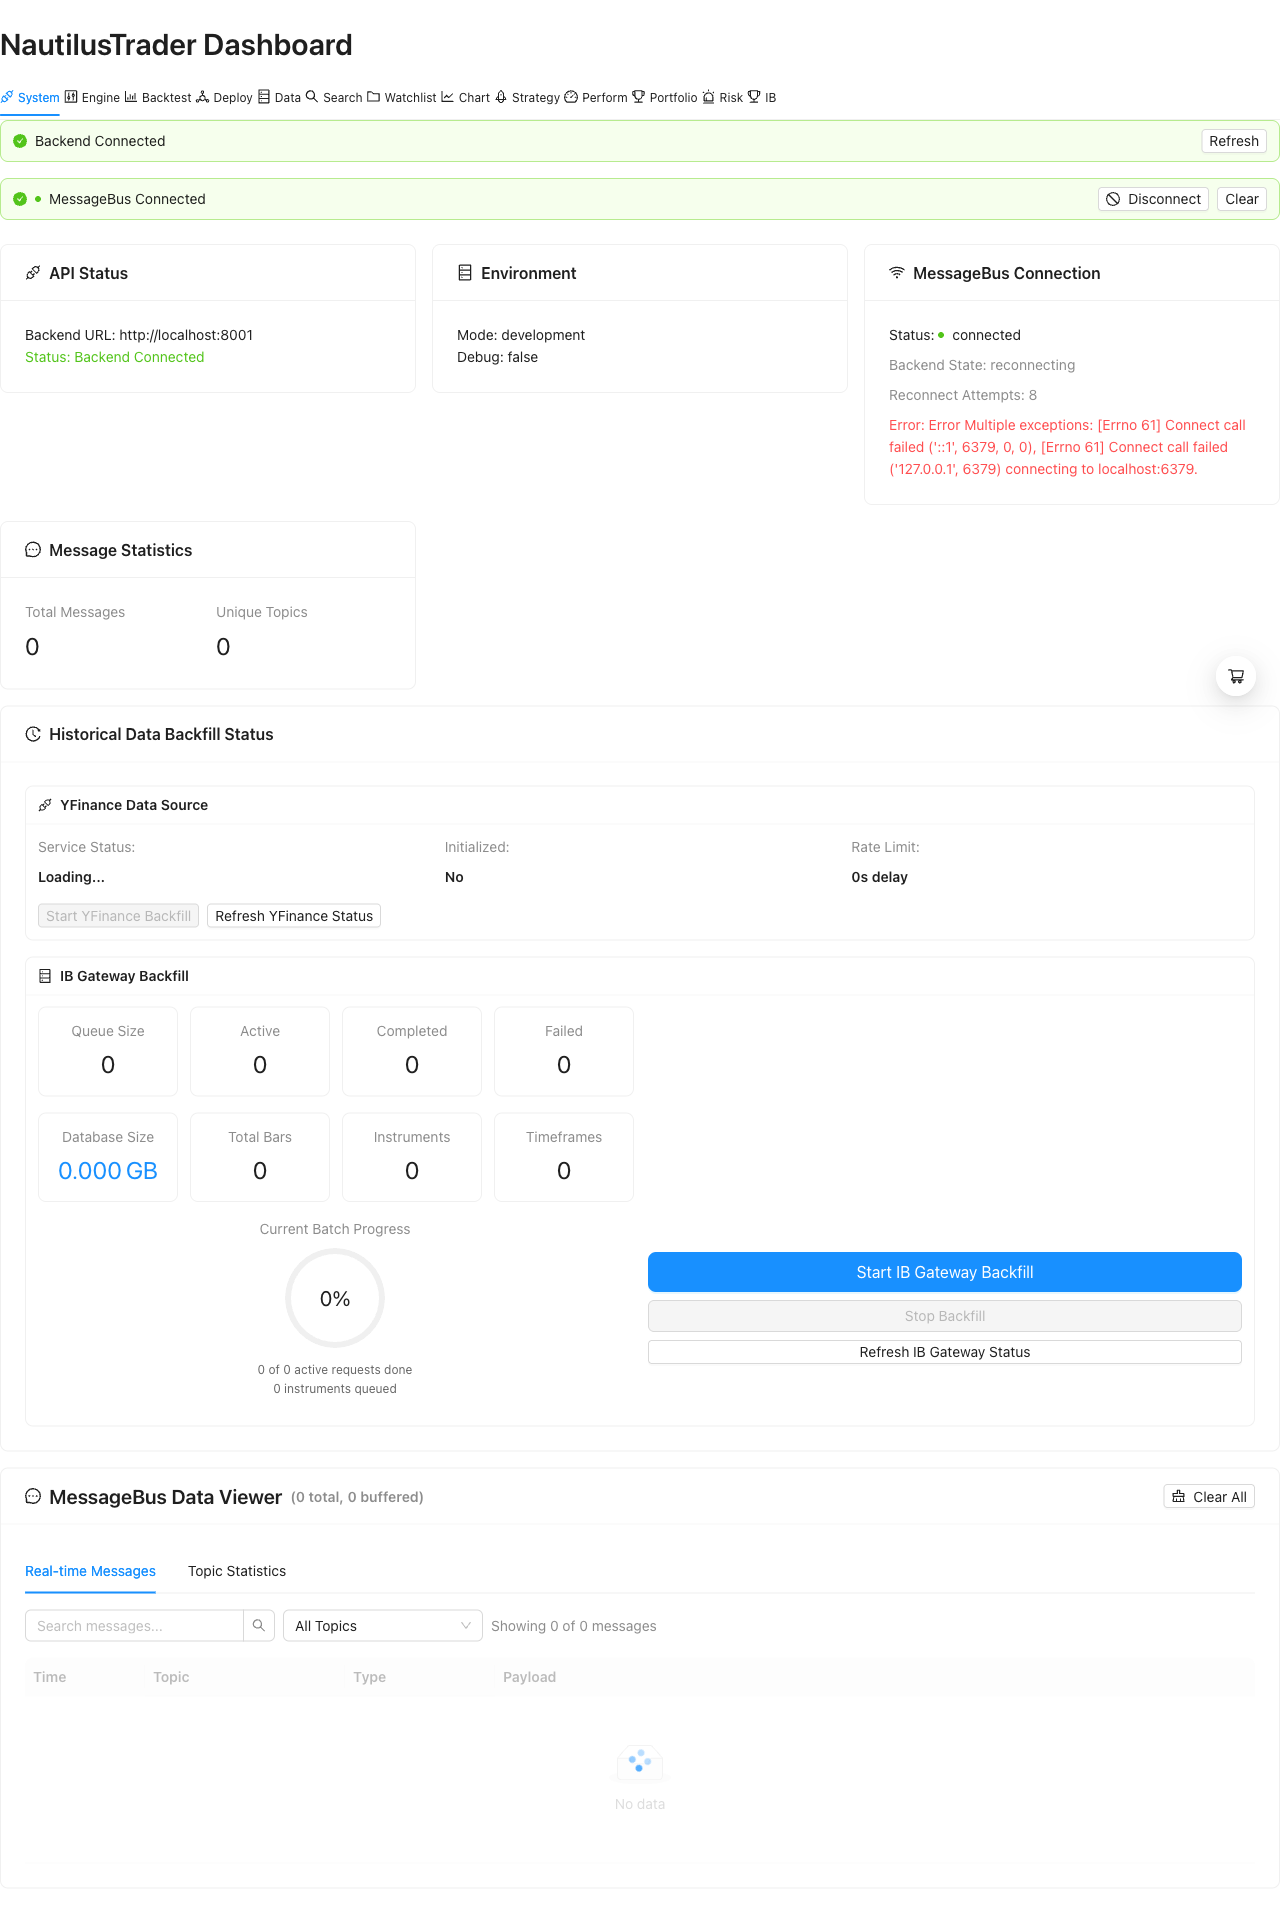 NautilusTrader Dashboard
System Engine Backtest Deploy Data Search Watchlist Chart Strategy Perform Portfolio Risk IB
Backend Connected Refresh
MessageBus Connected Disconnect Clear
API Status
Backend URL: http://localhost:8001
Status: Backend Connected
Environment
Mode: development
Debug: false
MessageBus Connection
Status: connected
Backend State: reconnecting
Reconnect Attempts: 8
Error: Error Multiple exceptions: [Errno 61] Connect call
failed ('::1', 6379, 0, 0), [Errno 61] Connect call failed
('127.0.0.1', 6379) connecting to localhost:6379.
Message Statistics
Total Messages Unique Topics
0 0
Historical Data Backfill Status
YFinance Data Source
Service Status: Initialized: Rate Limit:
Loading... No 0s delay
Start YFinance Backfill Refresh YFinance Status
IB Gateway Backfill
Queue Size Active Completed Failed
0 0 0 0
Database Size Total Bars Instruments Timeframes
0.000 GB 0 0 0
Current Batch Progress
0%
0 of 0 active requests done
0 instruments queued
Start IB Gateway Backfill
Stop Backfill
Refresh IB Gateway Status
MessageBus Data Viewer (0 total, 0 buffered) Clear All
Real-time Messages Topic Statistics
Search messages... All Topics Showing 0 of 0 messages
Time Topic Type Payload
No data